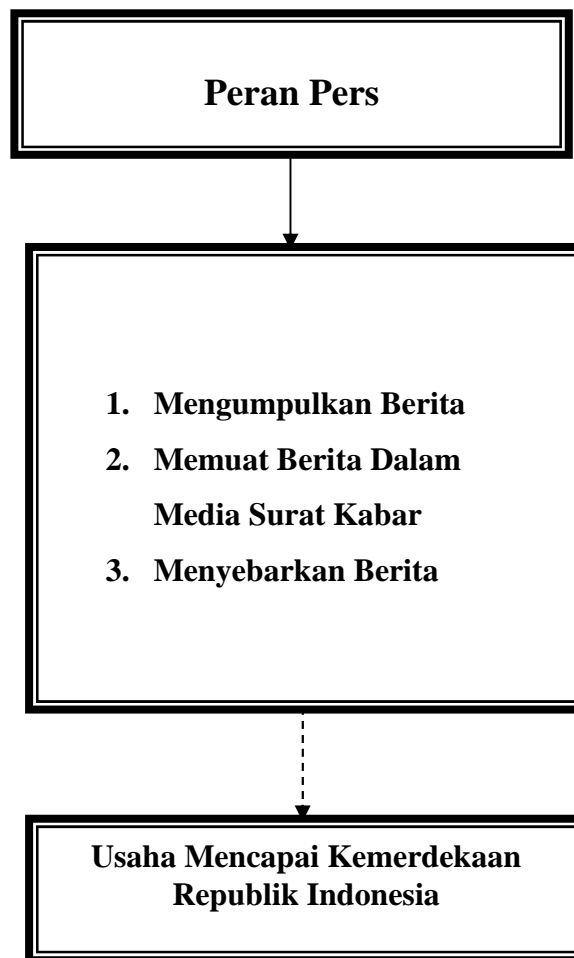 Peran Pers
1. Mengumpulkan Berita
2. Memuat Berita Dalam
Media Surat Kabar
3. Menyebarkan Berita
Usaha Mencapai Kemerdekaan
Republik Indonesia